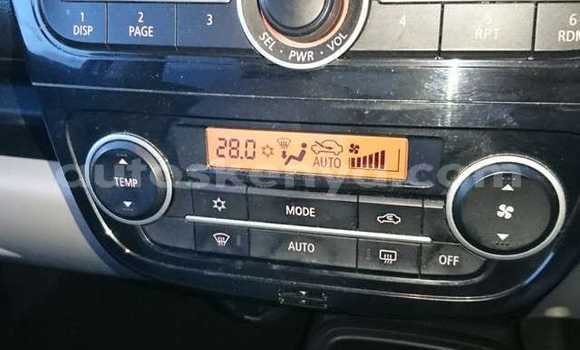 1 2 3 5 6
DISP PAGE RPT RDM
SEL · PWR · VOL
28.0 AUTO
autoskenya.com
TEMP MODE
AUTO OFF